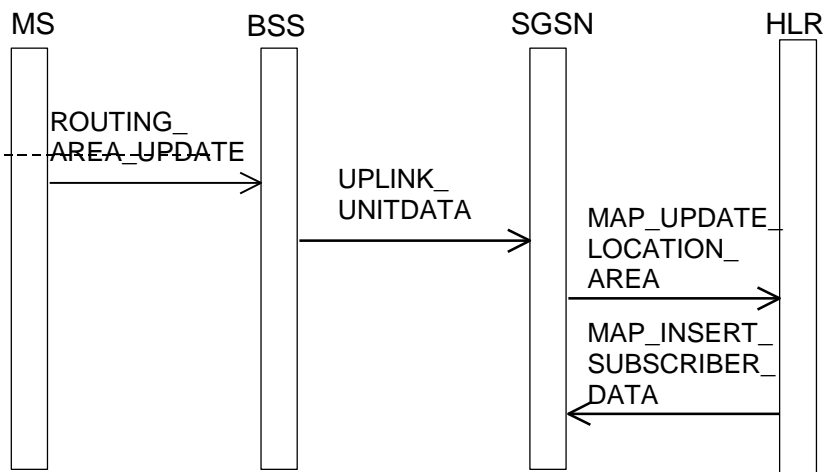 MS
BSS
SGSN
HLR
ROUTING_
AREA_UPDATE
UPLINK_
UNITDATA
MAP_UPDATE_
LOCATION_
AREA
MAP_INSERT_
SUBSCRIBER_
DATA